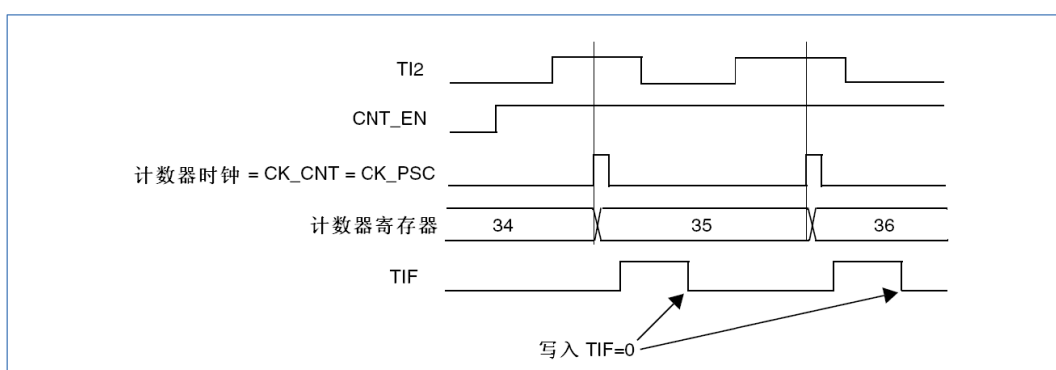 TI2
CNT_EN
计数器时钟 = CK_CNT = CK_PSC
计数器寄存器 34 35 36
TIF
写入 TIF=0